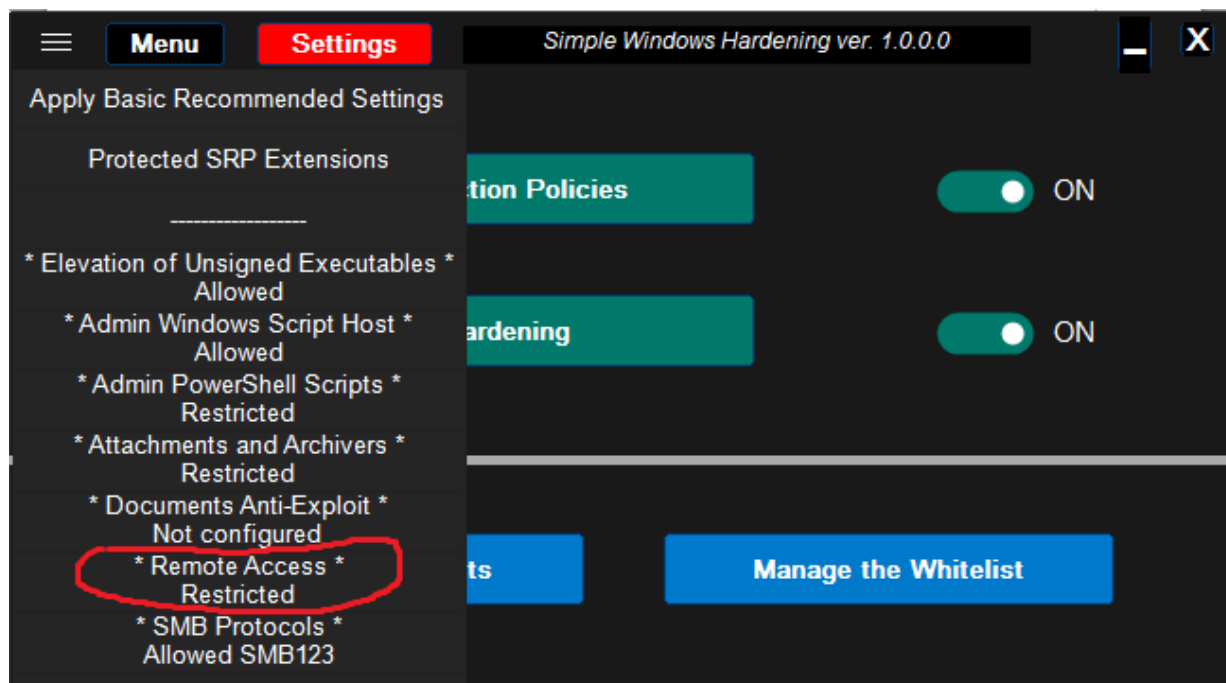 Menu Settings Simple Windows Hardening ver. 1.0.0.0 _ X
Apply Basic Recommended Settings
Protected SRP Extensions
------------------
* Elevation of Unsigned Executables *
Allowed
* Admin Windows Script Host *
Allowed
* Admin PowerShell Scripts *
Restricted
* Attachments and Archivers *
Restricted
* Documents Anti-Exploit *
Not configured
* Remote Access *
Restricted
* SMB Protocols *
Allowed SMB123
tion Policies ON
ardening ON
ts Manage the Whitelist